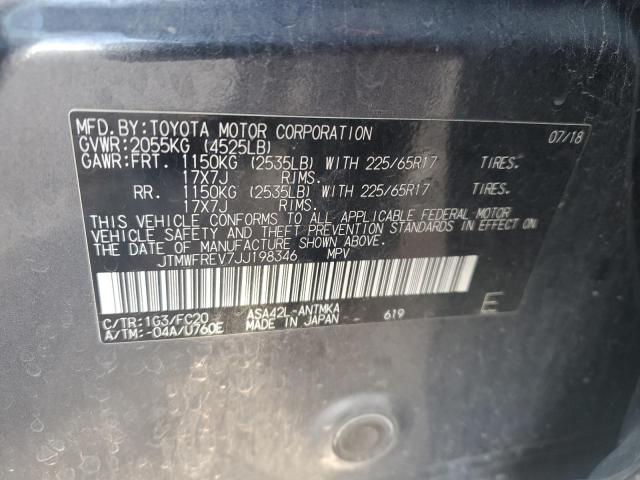 MFD.BY:TOYOTA MOTOR CORPORATION 07/18
GVWR:2055KG (4525LB)
GAWR:FRT. 1150KG (2535LB) WITH 225/65R17 TIRES.
17X7J RIMS.
RR. 1150KG (2535LB) WITH 225/65R17 TIRES.
17X7J RIMS.
THIS VEHICLE CONFORMS TO ALL APPLICABLE FEDERAL MOTOR
VEHICLE SAFETY AND THEFT PREVENTION STANDARDS IN EFFECT ON
THE DATE OF MANUFACTURE SHOWN ABOVE.
JTMWFREV7JJ198346 MPV
C/TR:1G3/FC20 ASA42L-ANTMKA 619 E
A/TM:-04A/U760E MADE IN JAPAN